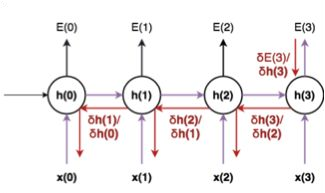 E(0) E(1) E(2) E(3)
δE(3)/
δh(3)
h(0) h(1) h(2) h(3)
δh(1)/ δh(2)/ δh(3)/
δh(0) δh(1) δh(2)
x(0) x(1) x(2) x(3)